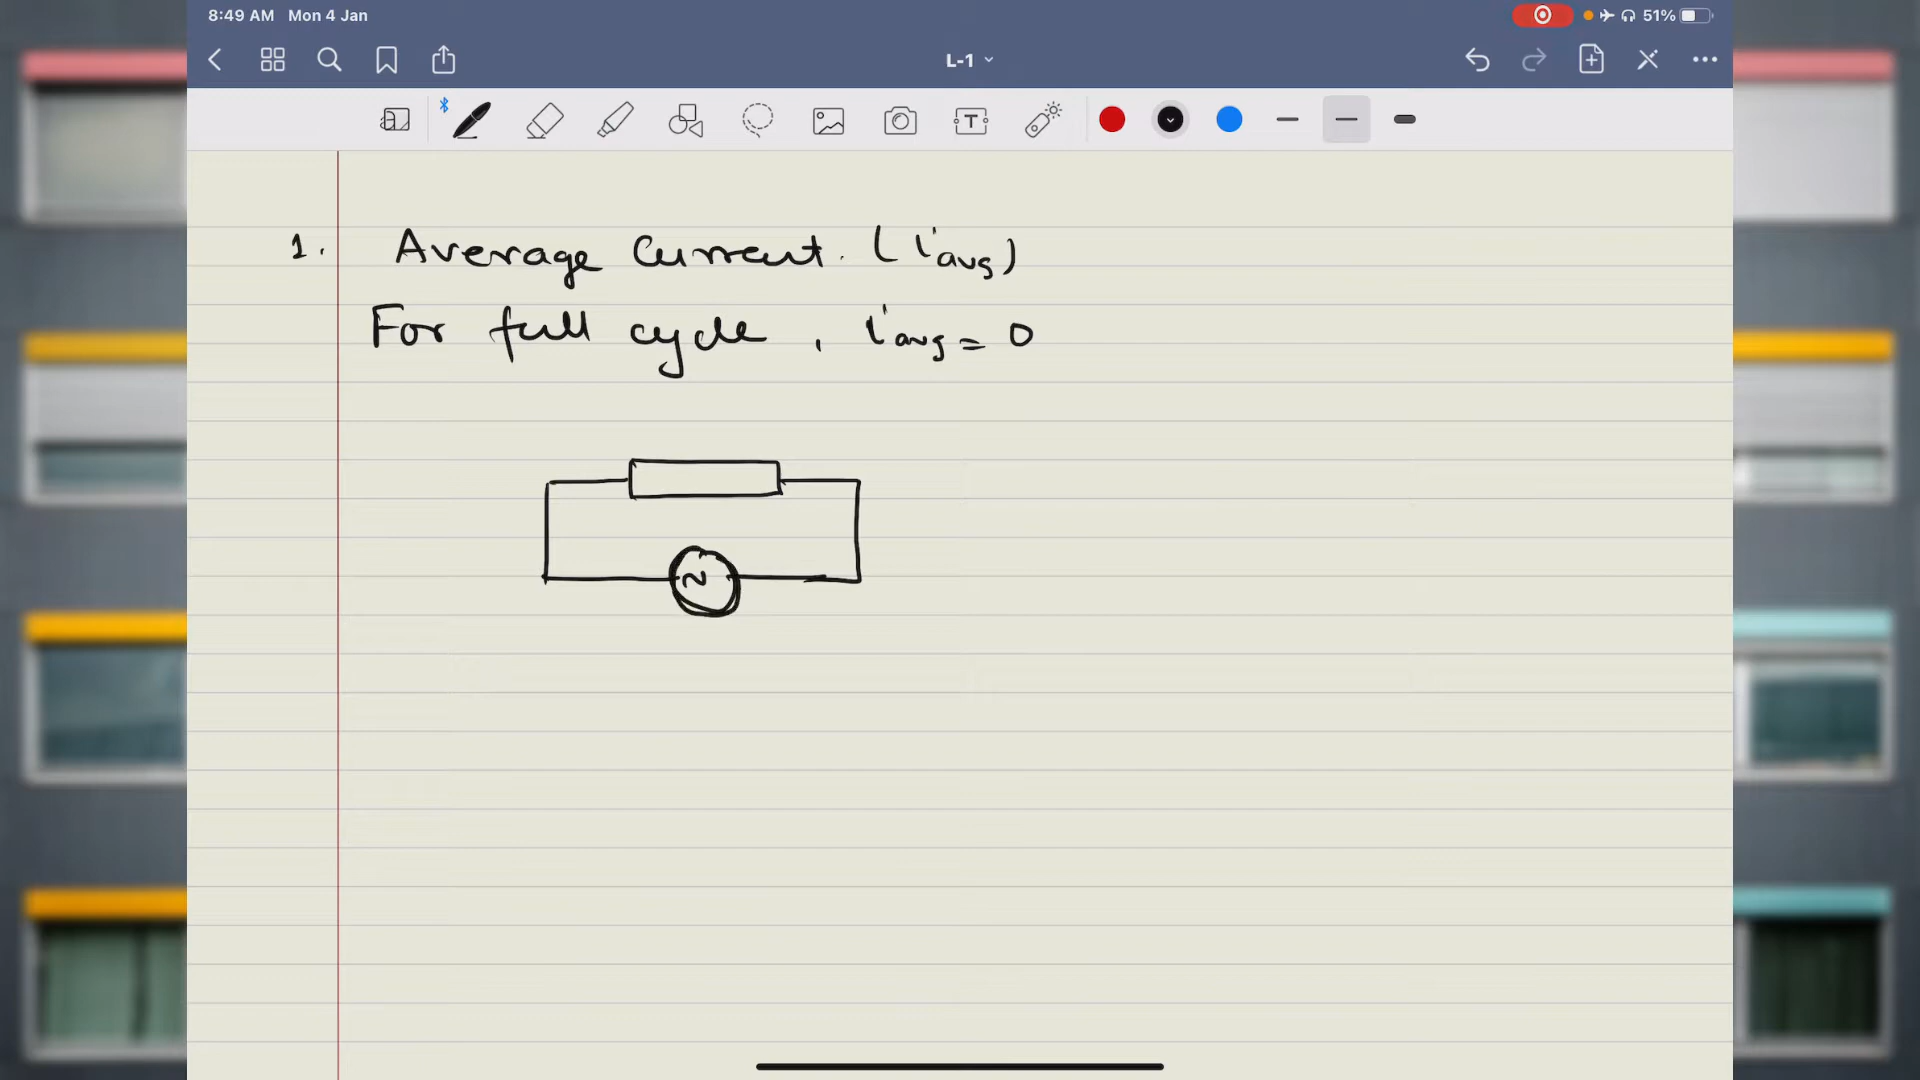 8:49 AM Mon 4 Jan 51%
L-1
T
1. Average Current. (iavg)
For full cycle, iavg = 0
~